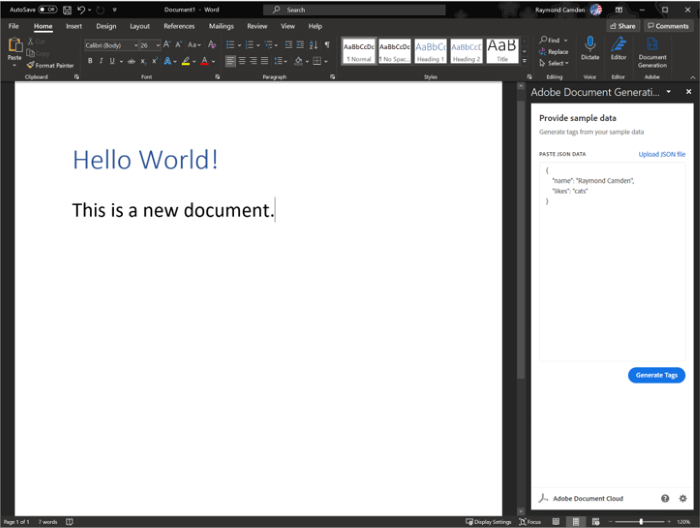 AutoSave Off Document1 - Word Search Raymond Camden
File Home Insert Design Layout References Mailings Review View Help Share Comments
Paste Cut Copy Format Painter
Calibri (Body) 26 A A Aa A
B I U ab x x A A
AaBbCcDc AaBbCcDc AaBbCc AaBbCcC AaB
1 Normal 1 No Spac... Heading 1 Heading 2 Title
Find Replace Select
Dictate Editor Document Generation
Clipboard Font Paragraph Styles Editing Voice Editor Adobe
Hello World!
This is a new document.
Adobe Document Generati...
Provide sample data
Generate tags from your sample data
PASTE JSON DATA Upload JSON file
{
"name": "Raymond Camden",
"likes": "cats"
}
Generate Tags
Adobe Document Cloud
Page 1 of 1 7 words Display Settings Focus 120%